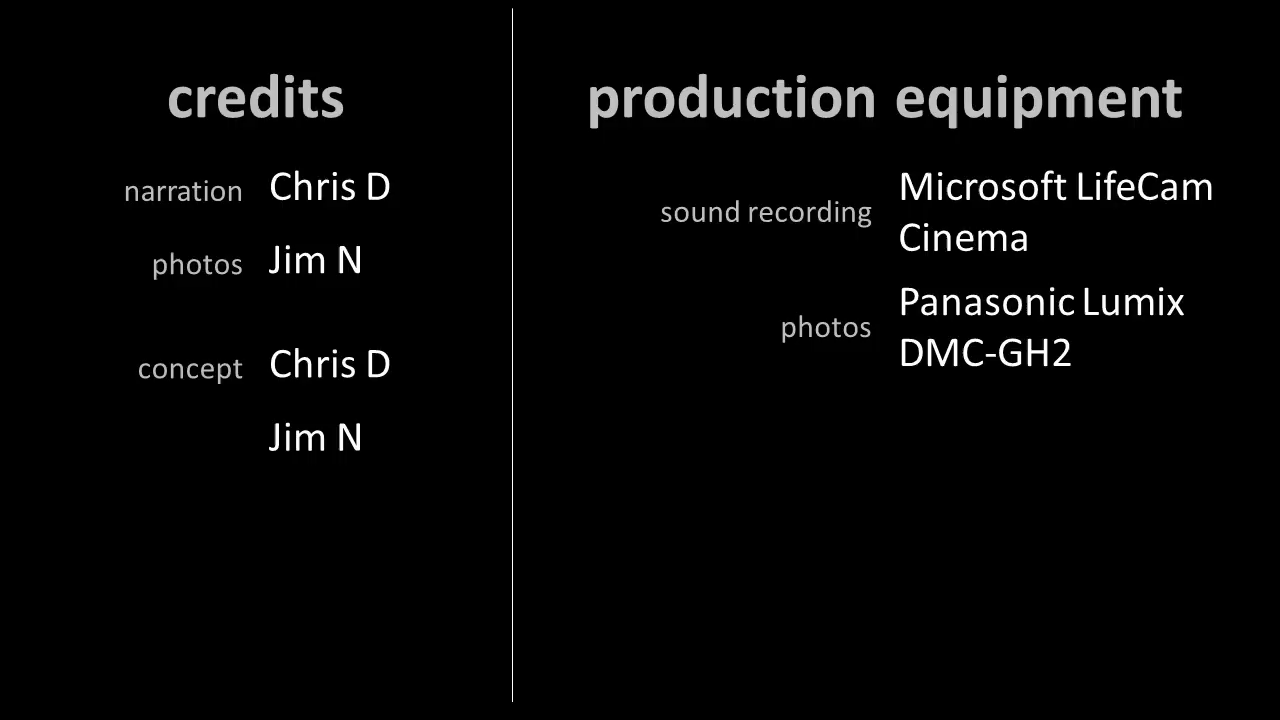 credits
narration Chris D
photos Jim N
concept Chris D
Jim N
production equipment
sound recording
Microsoft LifeCam
Cinema
photos
Panasonic Lumix
DMC-GH2